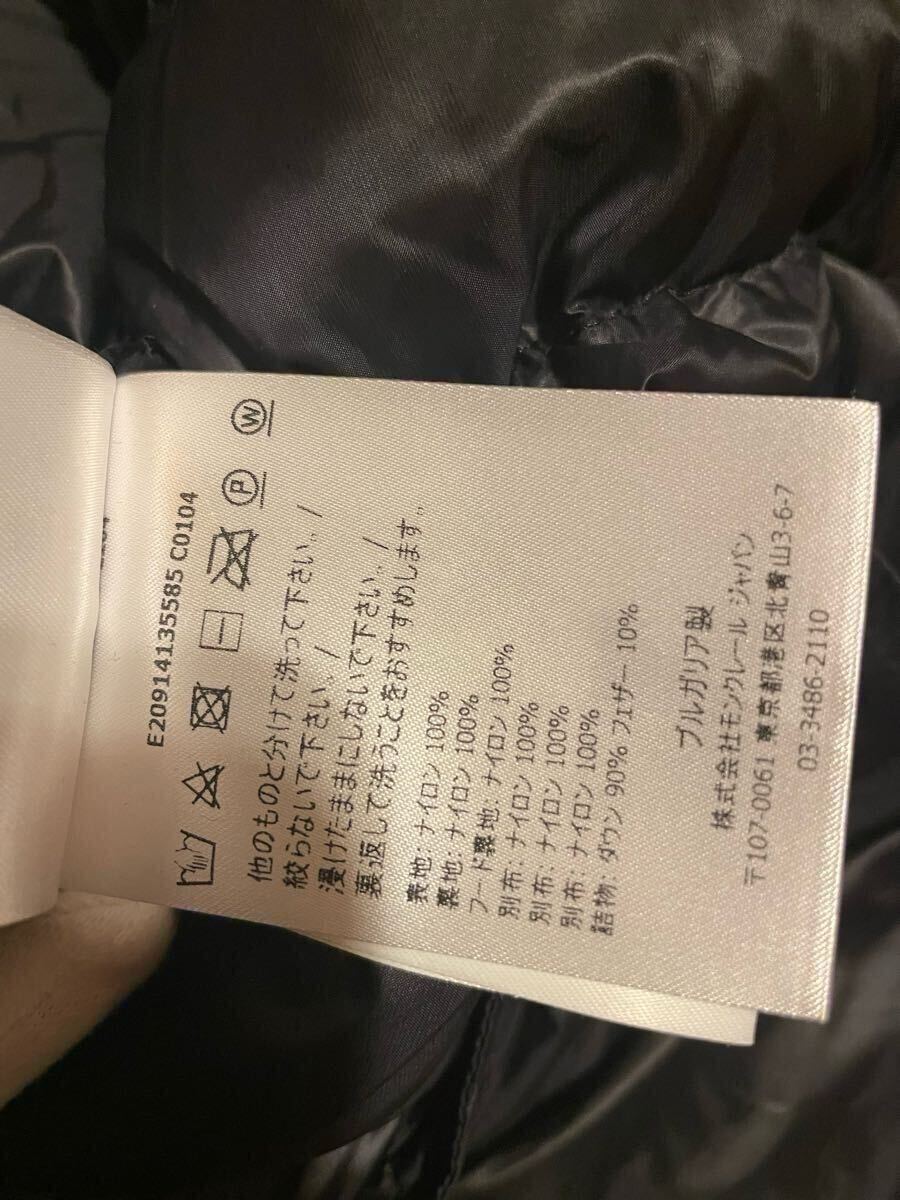 E20914135585 C0104
P
W
他のものと分けて洗って下さい。/
絞らないで下さい。/
浸けたままにしないで下さい。/
裏返して洗うことをおすすめします。
表地: ナイロン 100%
裏地: ナイロン 100%
フード裏地: ナイロン 100%
別布: ナイロン 100%
別布: ナイロン 100%
別布: ナイロン 100%
詰物: ダウン 90% フェザー 10%
ブルガリア製
株式会社モンクレール ジャパン
〒107-0061 東京都港区北青山3-6-7
03-3486-2110